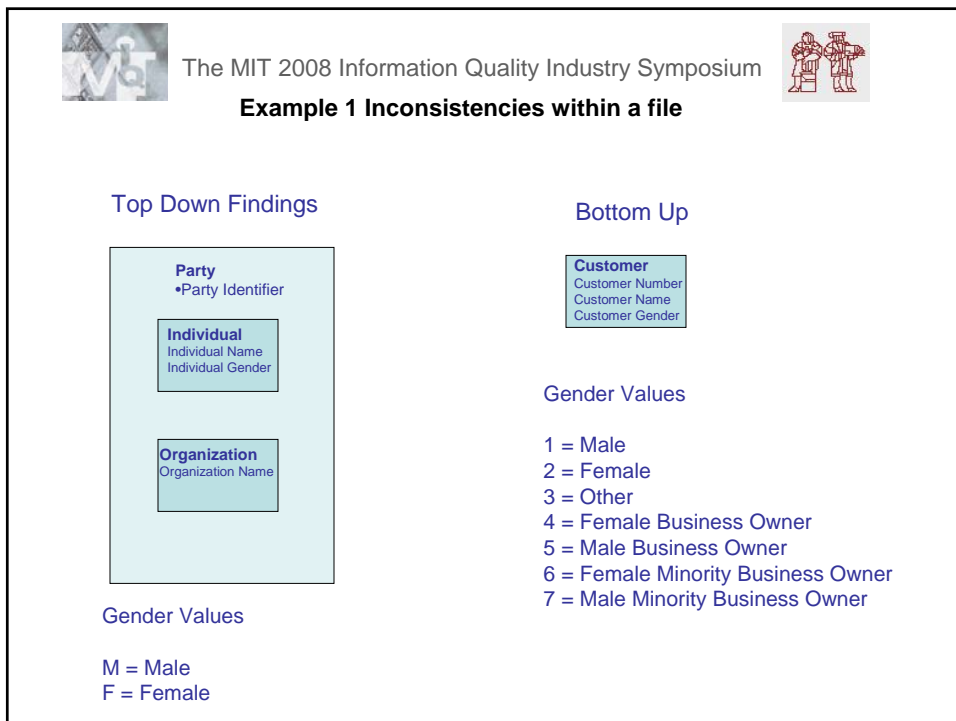 MIT
The MIT 2008 Information Quality Industry Symposium
Example 1 Inconsistencies within a file
Top Down Findings
Party
•Party Identifier
Individual
Individual Name
Individual Gender
Organization
Organization Name
Gender Values
M = Male
F = Female
Bottom Up
Customer
Customer Number
Customer Name
Customer Gender
Gender Values
1 = Male
2 = Female
3 = Other
4 = Female Business Owner
5 = Male Business Owner
6 = Female Minority Business Owner
7 = Male Minority Business Owner